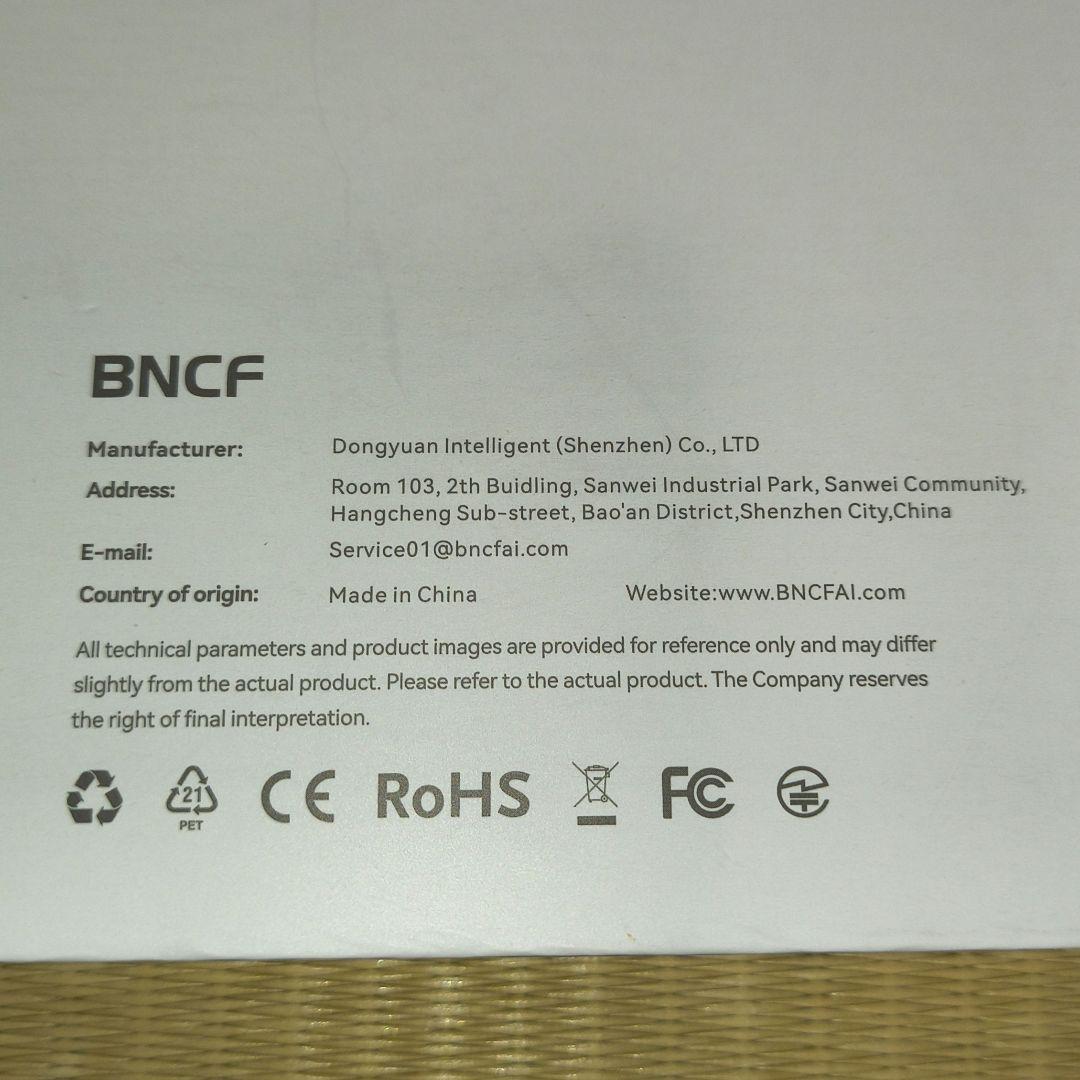 BNCF
Manufacturer: Dongyuan Intelligent (Shenzhen) Co., LTD
Address: Room 103, 2th Buidling, Sanwei Industrial Park, Sanwei Community,
Hangcheng Sub-street, Bao'an District,Shenzhen City,China
E-mail: Service01@bncfai.com
Country of origin: Made in China Website:www.BNCFAI.com
All technical parameters and product images are provided for reference only and may differ
slightly from the actual product. Please refer to the actual product. The Company reserves
the right of final interpretation.
21
PET
CE RoHS FC